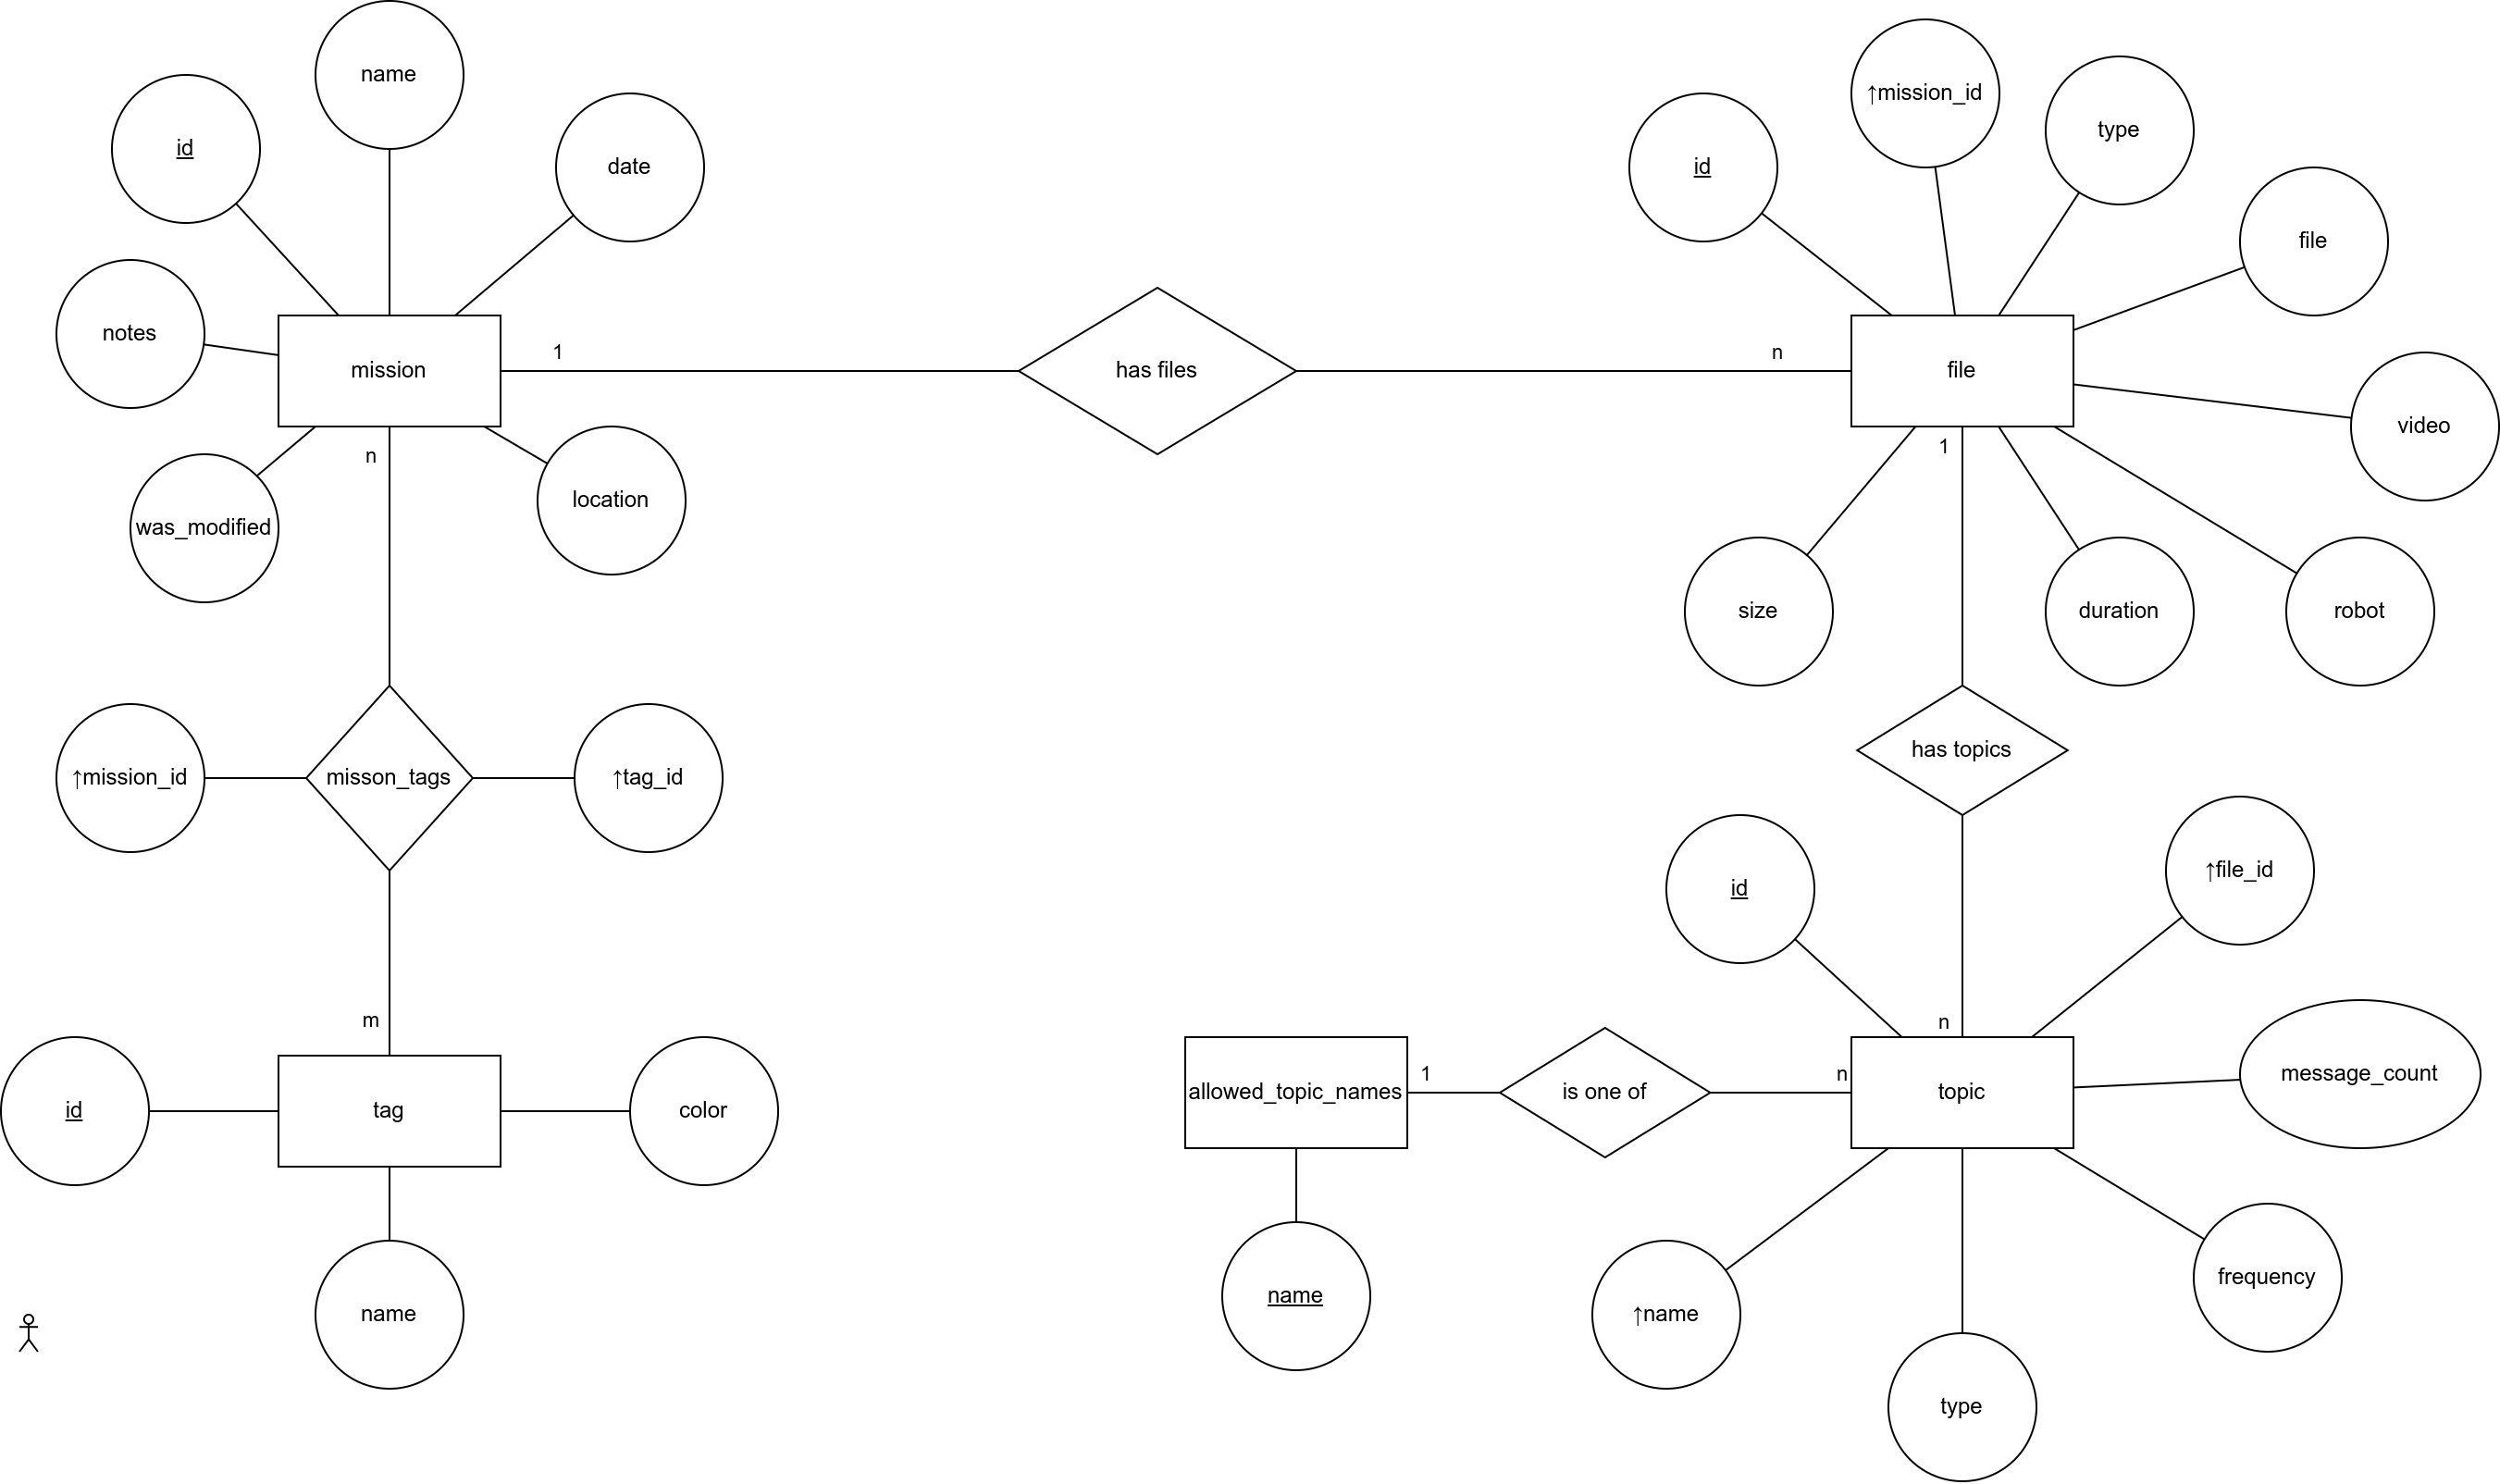 name
↑mission_id
id
date
type
id
file
notes
mission
1
has files
n
file
video
n
1
location
was_modified
size
duration
robot
has topics
↑mission_id
misson_tags
↑tag_id
id
↑file_id
m
n
message_count
id
tag
color
allowed_topic_names
1
is one of
n
topic
name
name
↑name
frequency
type